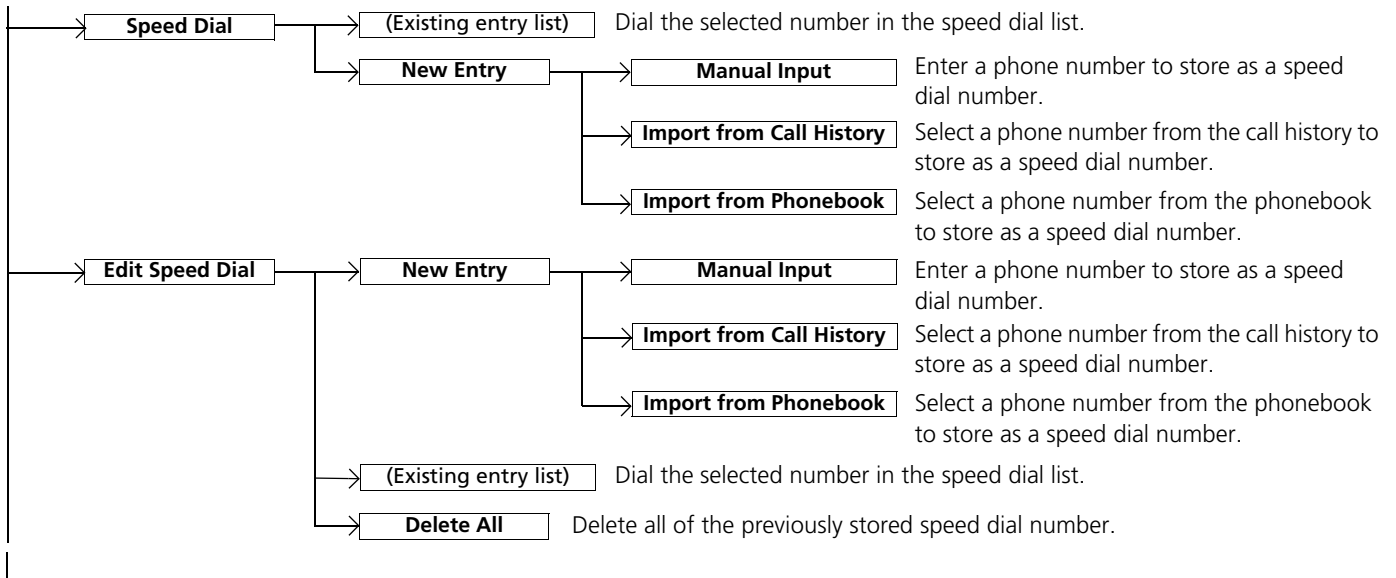 Speed Dial
(Existing entry list)
Dial the selected number in the speed dial list.
New Entry
Manual Input
Enter a phone number to store as a speed
dial number.
Import from Call History
Select a phone number from the call history to
store as a speed dial number.
Import from Phonebook
Select a phone number from the phonebook
to store as a speed dial number.
Edit Speed Dial
New Entry
Manual Input
Enter a phone number to store as a speed
dial number.
Import from Call History
Select a phone number from the call history to
store as a speed dial number.
Import from Phonebook
Select a phone number from the phonebook
to store as a speed dial number.
(Existing entry list)
Dial the selected number in the speed dial list.
Delete All
Delete all of the previously stored speed dial number.